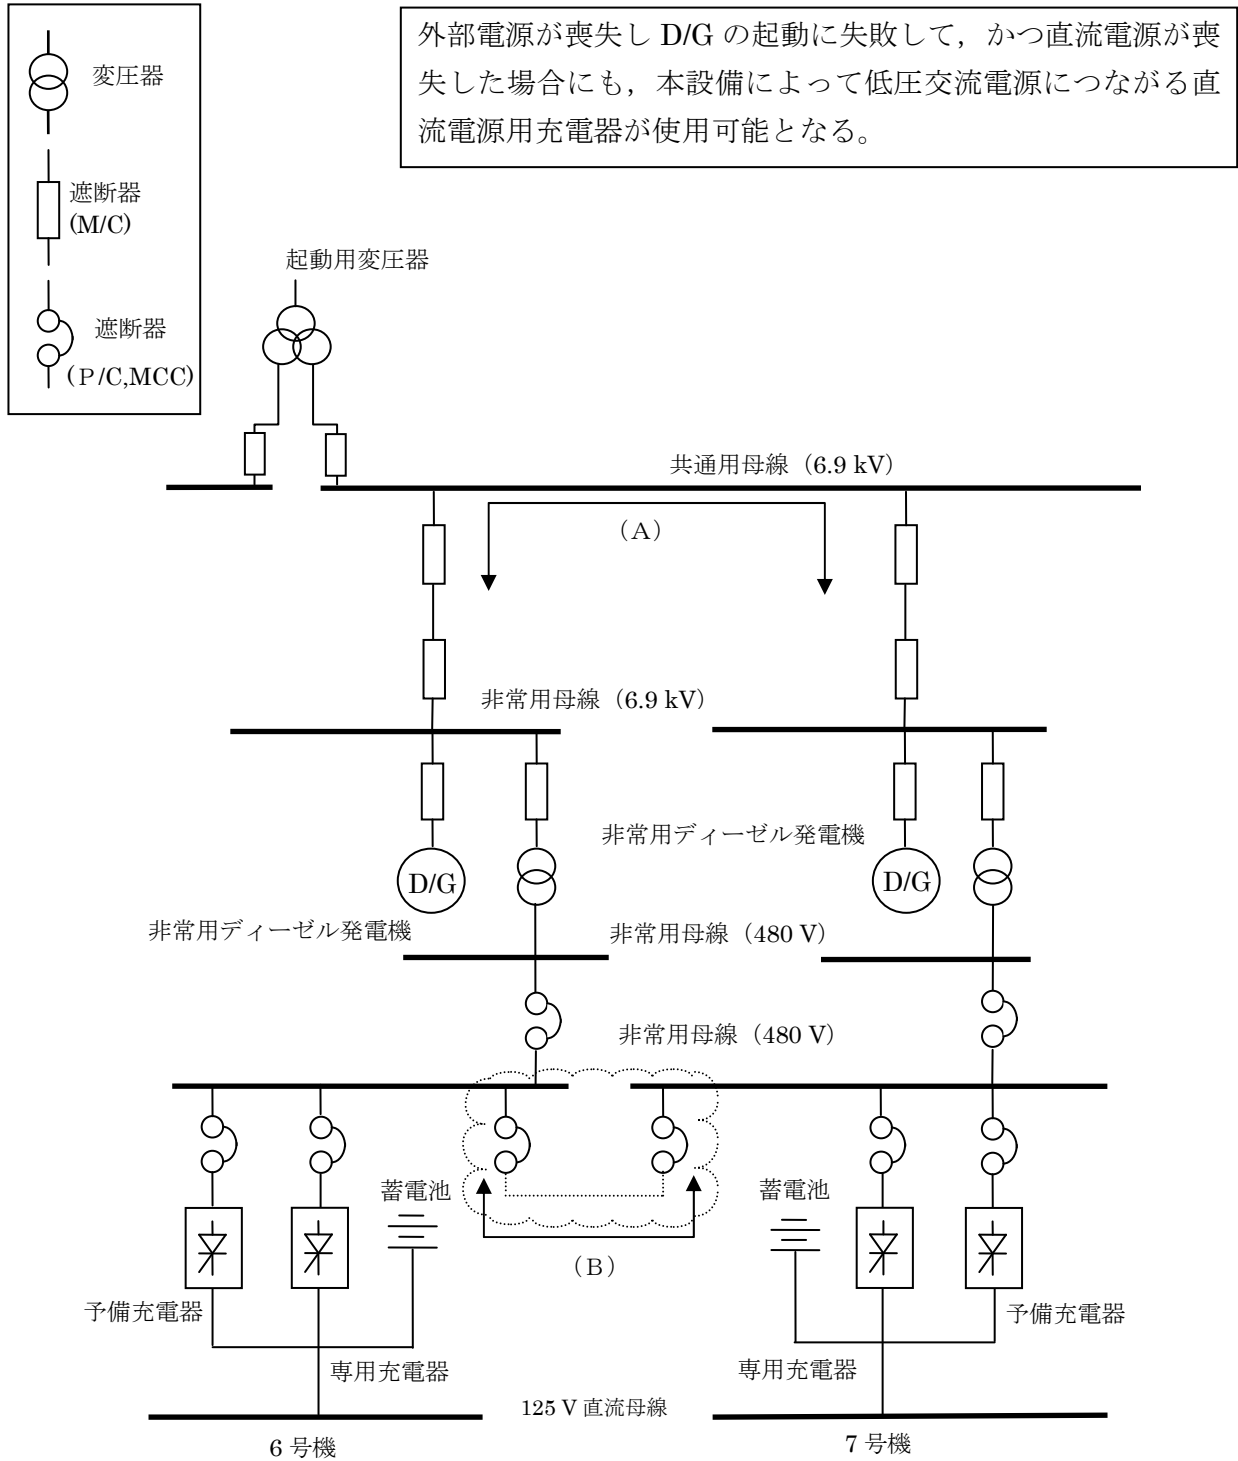 外部電源が喪失し D/G の起動に失敗して，かつ直流電源が喪
失した場合にも，本設備によって低圧交流電源につながる直
流電源用充電器が使用可能となる。
変圧器
遮断器
(M/C)
遮断器
(Ｐ/C,MCC)
起動用変圧器
共通用母線（6.9 kV）
（A）
非常用母線（6.9 kV）
非常用ディーゼル発電機
D/G
D/G
非常用ディーゼル発電機
非常用母線（480 V）
非常用母線（480 V）
蓄電池
蓄電池
（B）
予備充電器
予備充電器
専用充電器
専用充電器
125 V 直流母線
6 号機
7 号機